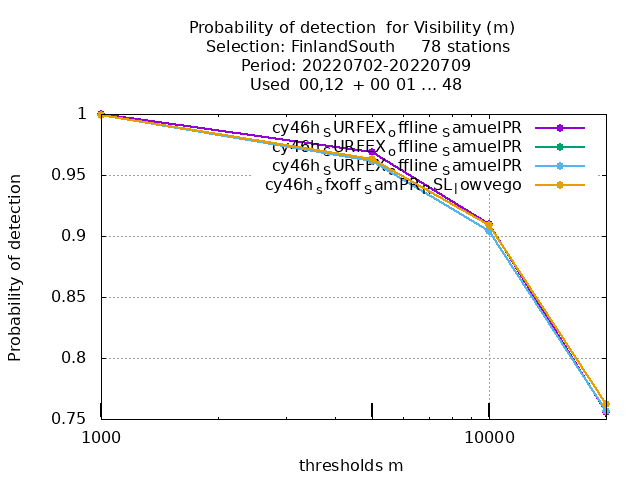 Probability of detection for Visibility (m)
Selection: FinlandSouth 78 stations
Period: 20220702-20220709
Used 00,12 + 00 01 ... 48
cy46h_SURFEX_offline_SamuelPR
cy46h_SURFEX_offline_SamuelPR
cy46h_SURFEX_offline_SamuelPR
Probability of detection
1
0.95
0.9
0.85
0.8
0.75
1000
10000
thresholds m